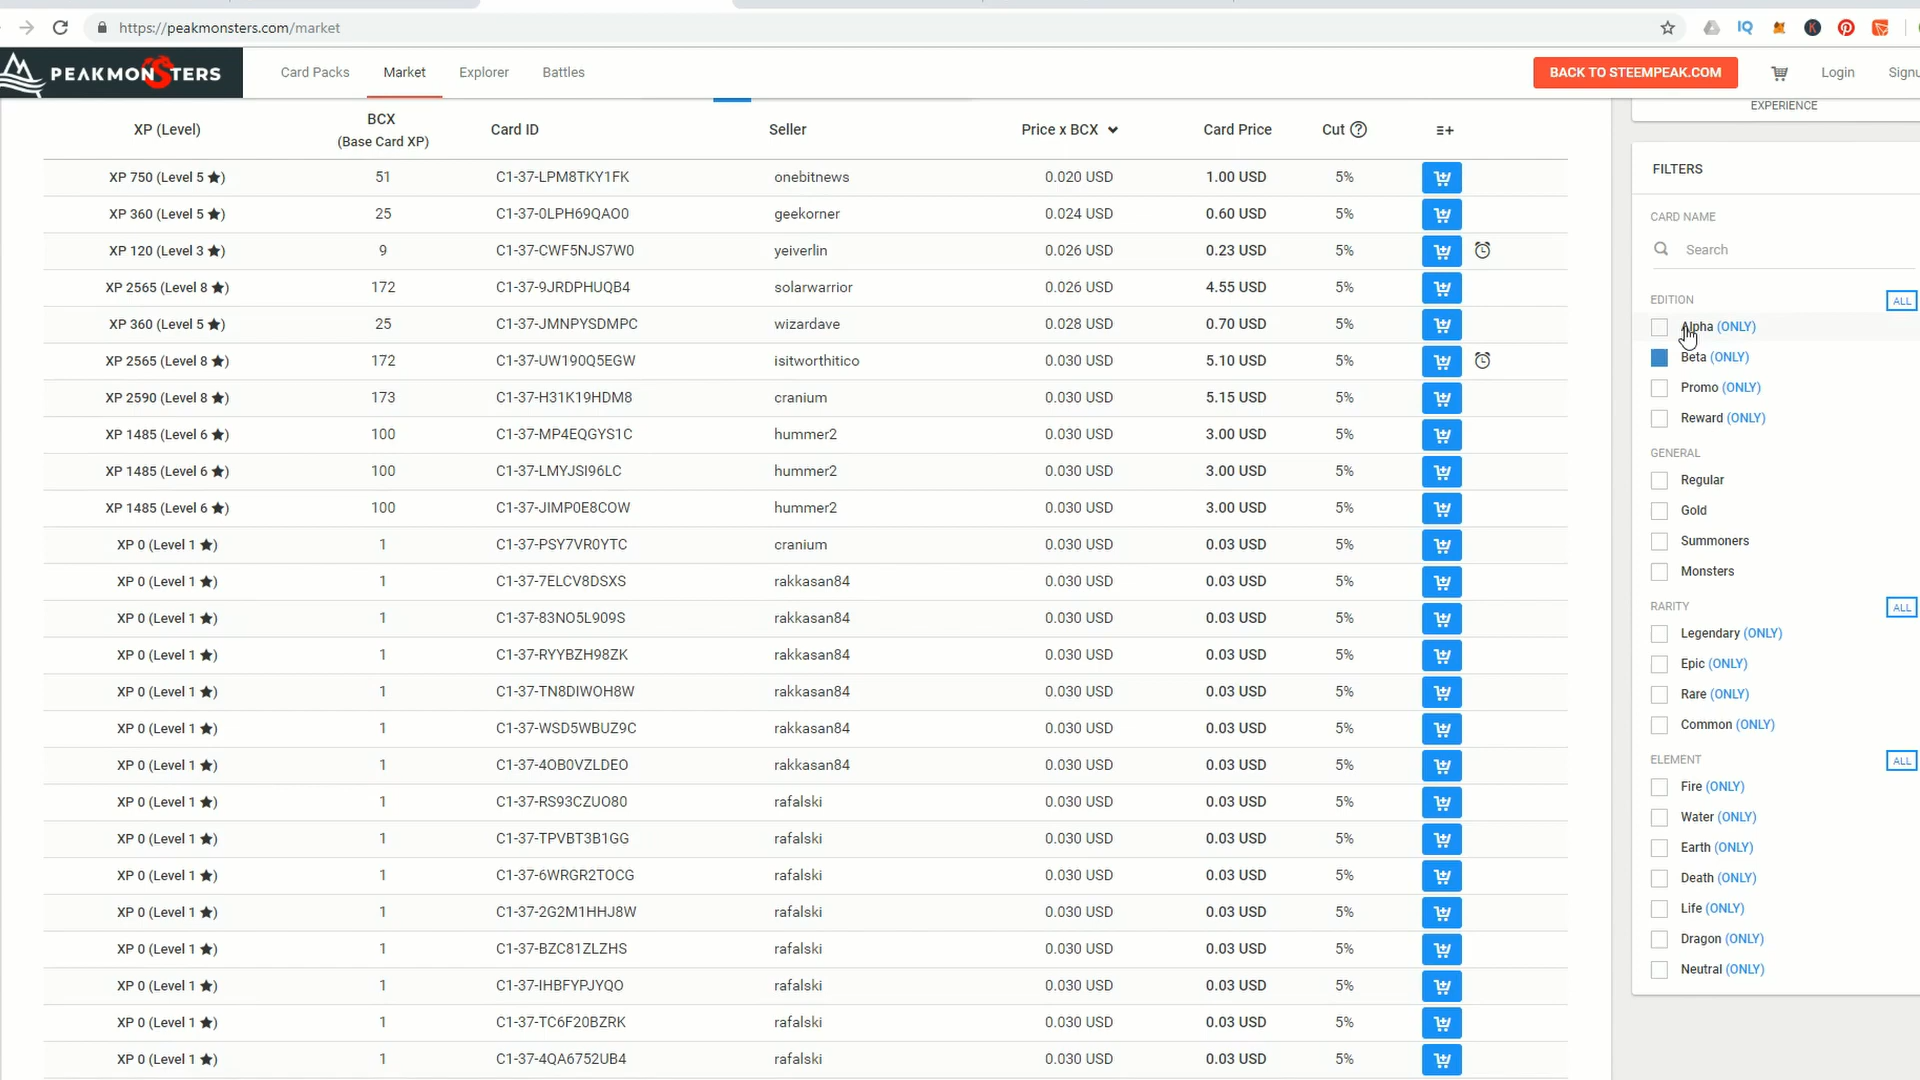 https://peakmonsters.com/market
IQ
K
PEAKMONSTERS
Card Packs
Market
Explorer
Battles
BACK TO STEEMPEAK.COM
Login
Signu
XP (Level)
BCX
(Base Card XP)
Card ID
Seller
Price x BCX
Card Price
Cut ?
XP 750 (Level 5 ★) 51 C1-37-LPM8TKY1FK onebitnews 0.020 USD 1.00 USD 5%
XP 360 (Level 5 ★) 25 C1-37-0LPH69QAO0 geekorner 0.024 USD 0.60 USD 5%
XP 120 (Level 3 ★) 9 C1-37-CWF5NJS7W0 yeiverlin 0.026 USD 0.23 USD 5%
XP 2565 (Level 8 ★) 172 C1-37-9JRDPHUQB4 solarwarrior 0.026 USD 4.55 USD 5%
XP 360 (Level 5 ★) 25 C1-37-JMNPYSDMPC wizardave 0.028 USD 0.70 USD 5%
XP 2565 (Level 8 ★) 172 C1-37-UW190Q5EGW isitworthitico 0.030 USD 5.10 USD 5%
XP 2590 (Level 8 ★) 173 C1-37-H31K19HDM8 cranium 0.030 USD 5.15 USD 5%
XP 1485 (Level 6 ★) 100 C1-37-MP4EQGYS1C hummer2 0.030 USD 3.00 USD 5%
XP 1485 (Level 6 ★) 100 C1-37-LMYJSI96LC hummer2 0.030 USD 3.00 USD 5%
XP 1485 (Level 6 ★) 100 C1-37-JIMP0E8COW hummer2 0.030 USD 3.00 USD 5%
XP 0 (Level 1 ★) 1 C1-37-PSY7VR0YTC cranium 0.030 USD 0.03 USD 5%
XP 0 (Level 1 ★) 1 C1-37-7ELCV8DSXS rakkasan84 0.030 USD 0.03 USD 5%
XP 0 (Level 1 ★) 1 C1-37-83NO5L909S rakkasan84 0.030 USD 0.03 USD 5%
XP 0 (Level 1 ★) 1 C1-37-RYYBZH98ZK rakkasan84 0.030 USD 0.03 USD 5%
XP 0 (Level 1 ★) 1 C1-37-TN8DIWOH8W rakkasan84 0.030 USD 0.03 USD 5%
XP 0 (Level 1 ★) 1 C1-37-WSD5WBUZ9C rakkasan84 0.030 USD 0.03 USD 5%
XP 0 (Level 1 ★) 1 C1-37-4OB0VZLDEO rakkasan84 0.030 USD 0.03 USD 5%
XP 0 (Level 1 ★) 1 C1-37-RS93CZUO80 rafalski 0.030 USD 0.03 USD 5%
XP 0 (Level 1 ★) 1 C1-37-TPVBT3B1GG rafalski 0.030 USD 0.03 USD 5%
XP 0 (Level 1 ★) 1 C1-37-6WRGR2TOCG rafalski 0.030 USD 0.03 USD 5%
XP 0 (Level 1 ★) 1 C1-37-2G2M1HHJ8W rafalski 0.030 USD 0.03 USD 5%
XP 0 (Level 1 ★) 1 C1-37-BZC81ZLZHS rafalski 0.030 USD 0.03 USD 5%
XP 0 (Level 1 ★) 1 C1-37-IHBFYPJYQO rafalski 0.030 USD 0.03 USD 5%
XP 0 (Level 1 ★) 1 C1-37-TC6F20BZRK rafalski 0.030 USD 0.03 USD 5%
XP 0 (Level 1 ★) 1 C1-37-4QA6752UB4 rafalski 0.030 USD 0.03 USD 5%
EXPERIENCE
FILTERS
CARD NAME
Search
EDITION ALL
Alpha (ONLY)
Beta (ONLY)
Promo (ONLY)
Reward (ONLY)
GENERAL
Regular
Gold
Summoners
Monsters
RARITY ALL
Legendary (ONLY)
Epic (ONLY)
Rare (ONLY)
Common (ONLY)
ELEMENT ALL
Fire (ONLY)
Water (ONLY)
Earth (ONLY)
Death (ONLY)
Life (ONLY)
Dragon (ONLY)
Neutral (ONLY)